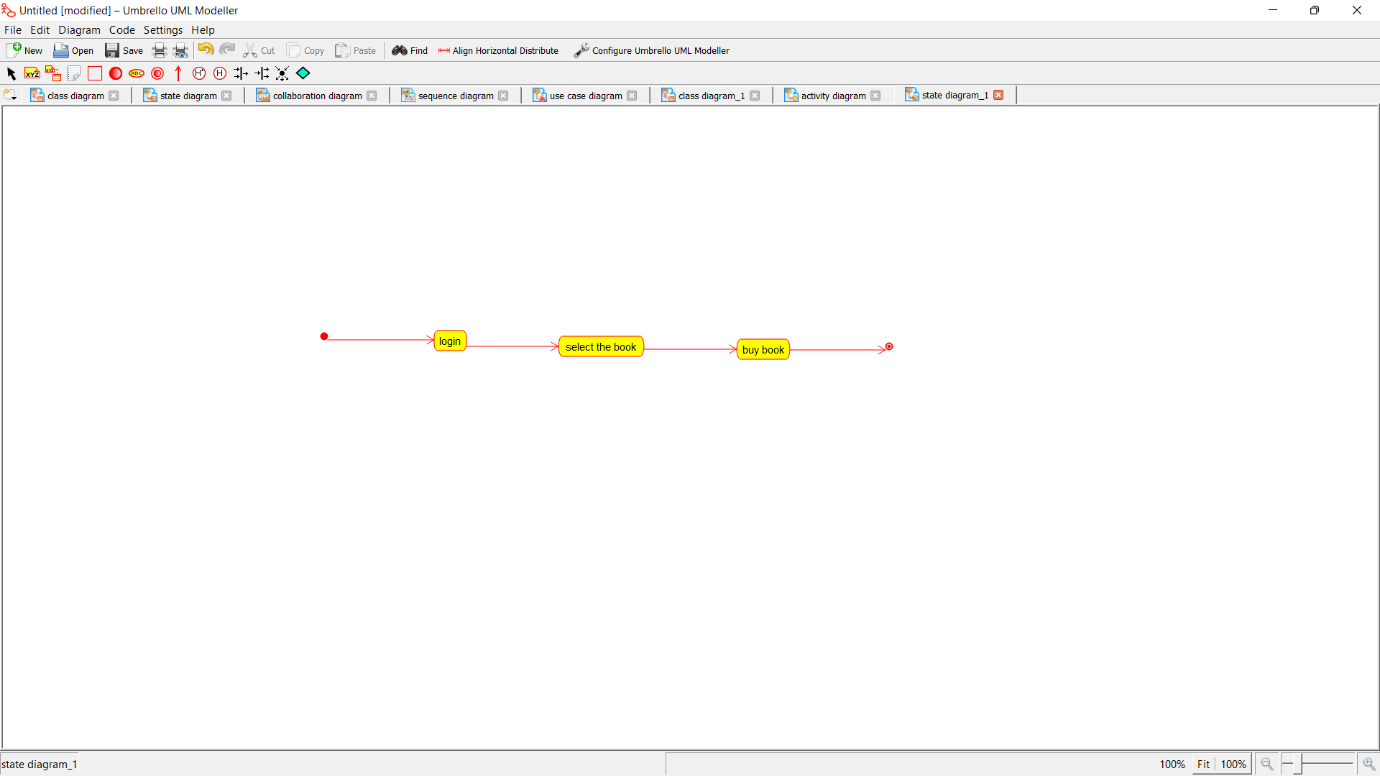 Untitled [modified] – Umbrello UML Modeller
File Edit Diagram Code Settings Help
New Open Save Cut Copy Paste Find Align Horizontal Distribute Configure Umbrello UML Modeller
XYZ ABC H* H
class diagram state diagram collaboration diagram sequence diagram use case diagram class diagram_1 activity diagram state diagram_1
login
select the book
buy book
state diagram_1 100% Fit 100%